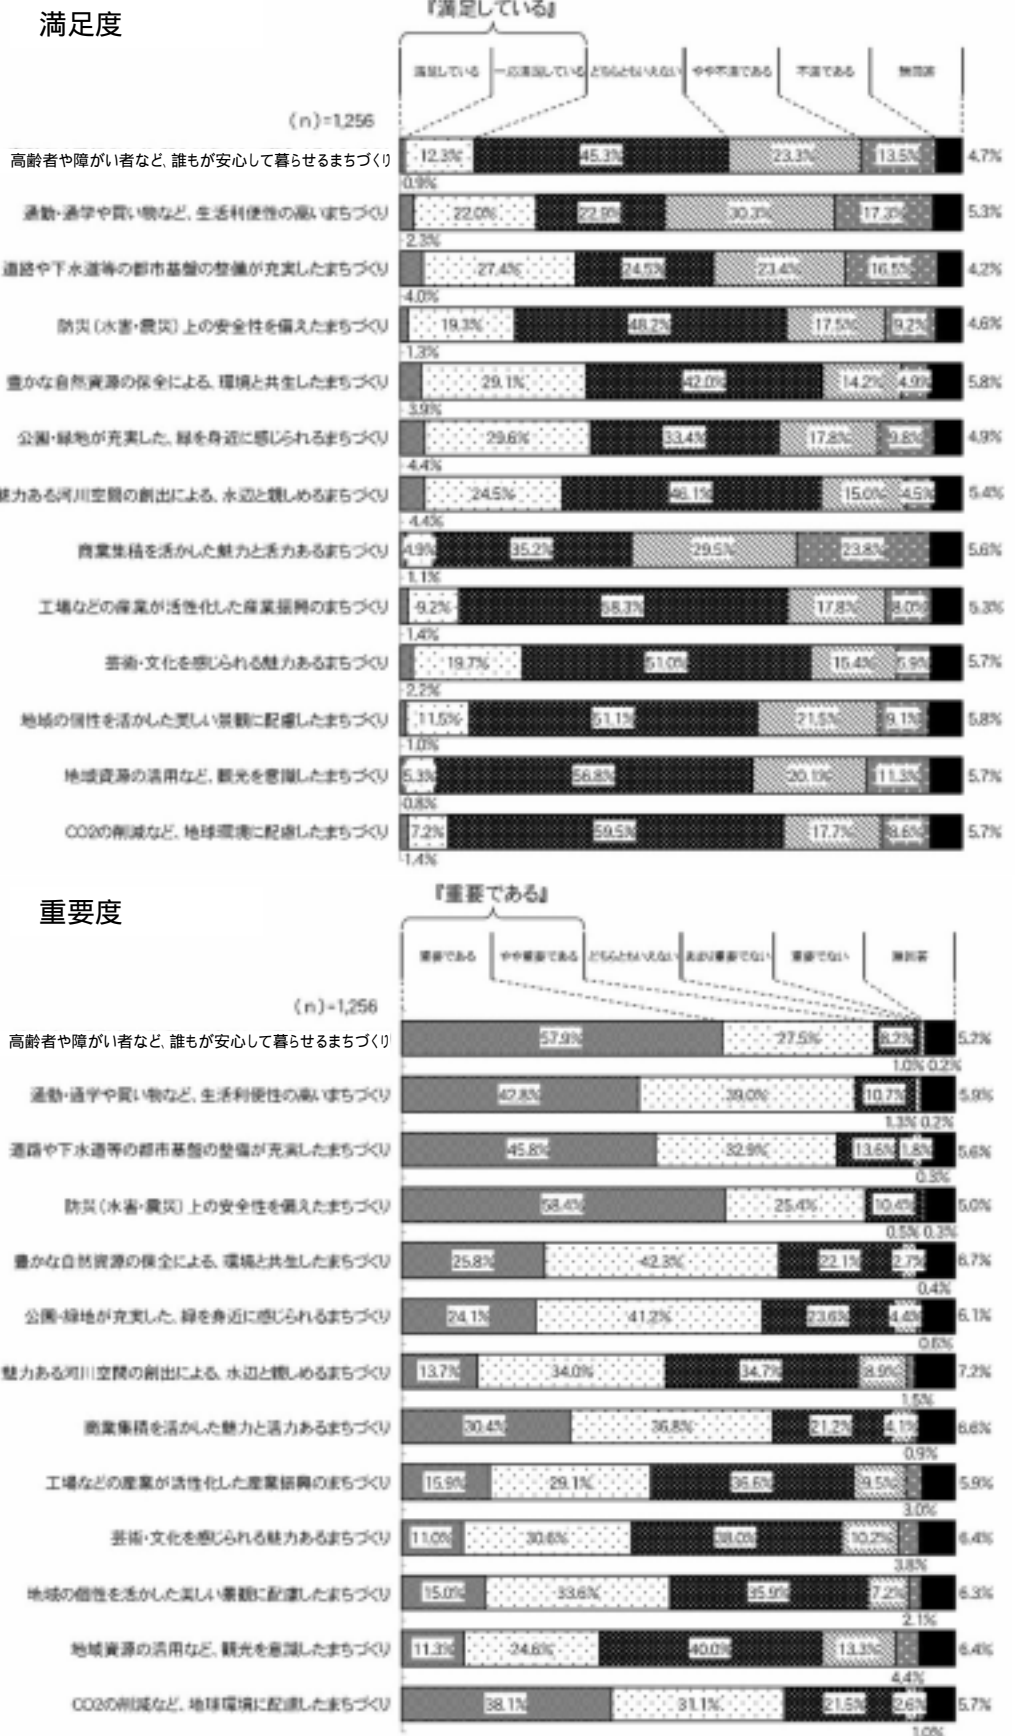 満足度
『満足している』
満足している 一応満足している どちらともいえない やや不満である 不満である 無回答
(n)=1,256
高齢者や障がい者など、誰もが安心して暮らせるまちづくり 12.3% 45.3% 23.3% 13.5% 4.7%
0.9%
通勤・通学や買い物など、生活利便性の高いまちづくり 22.0% 22.9% 30.3% 17.3% 5.3%
2.3%
道路や下水道等の都市基盤の整備が充実したまちづくり 27.4% 24.5% 23.4% 16.5% 4.2%
4.0%
防災(水害・震災)上の安全性を備えたまちづくり 19.3% 48.2% 17.5% 9.2% 4.6%
1.3%
豊かな自然資源の保全による、環境と共生したまちづくり 29.1% 42.0% 14.2% 4.9% 5.8%
3.9%
公園・緑地が充実した、緑を身近に感じられるまちづくり 29.6% 33.4% 17.8% 9.8% 4.9%
4.4%
魅力ある河川空間の創出による、水辺と親しめるまちづくり 24.5% 46.1% 15.0% 4.5% 5.4%
4.4%
商業集積を活かした魅力と活力あるまちづくり 4.9% 35.2% 29.5% 23.8% 5.6%
1.1%
工場などの産業が活性化した産業振興のまちづくり 9.2% 58.3% 17.8% 8.0% 5.3%
1.4%
芸術・文化を感じられる魅力あるまちづくり 19.7% 51.0% 15.4% 5.9% 5.7%
2.2%
地域の個性を活かした美しい景観に配慮したまちづくり 11.5% 51.1% 21.5% 9.1% 5.8%
1.0%
地域資源の活用など、観光を意識したまちづくり 5.3% 56.8% 20.1% 11.3% 5.7%
0.8%
CO2の削減など、地球環境に配慮したまちづくり 7.2% 59.5% 17.7% 8.6% 5.7%
1.4%
重要度
『重要である』
重要である やや重要である どちらともいえない あまり重要でない 重要でない 無回答
(n)=1,256
高齢者や障がい者など、誰もが安心して暮らせるまちづくり 57.9% 27.5% 8.2% 5.2%
1.0% 0.2%
通勤・通学や買い物など、生活利便性の高いまちづくり 42.8% 39.0% 10.7% 5.9%
1.3% 0.2%
道路や下水道等の都市基盤の整備が充実したまちづくり 45.8% 32.9% 13.6% 1.8% 5.6%
0.3%
防災(水害・震災)上の安全性を備えたまちづくり 58.4% 25.4% 10.4% 5.0%
0.5% 0.3%
豊かな自然資源の保全による、環境と共生したまちづくり 25.8% 42.3% 22.1% 2.7% 6.7%
0.4%
公園・緑地が充実した、緑を身近に感じられるまちづくり 24.1% 41.2% 23.6% 4.4% 6.1%
0.6%
魅力ある河川空間の創出による、水辺と親しめるまちづくり 13.7% 34.0% 34.7% 8.9% 7.2%
1.5%
商業集積を活かした魅力と活力あるまちづくり 30.4% 36.8% 21.2% 4.1% 6.6%
0.9%
工場などの産業が活性化した産業振興のまちづくり 15.9% 29.1% 36.6% 9.5% 5.9%
3.0%
芸術・文化を感じられる魅力あるまちづくり 11.0% 30.6% 38.0% 10.2% 6.4%
3.8%
地域の個性を活かした美しい景観に配慮したまちづくり 15.0% 33.6% 35.9% 7.2% 6.3%
2.1%
地域資源の活用など、観光を意識したまちづくり 11.3% 24.6% 40.0% 13.3% 6.4%
4.4%
CO2の削減など、地球環境に配慮したまちづくり 38.1% 31.1% 21.5% 2.6% 5.7%
1.0%